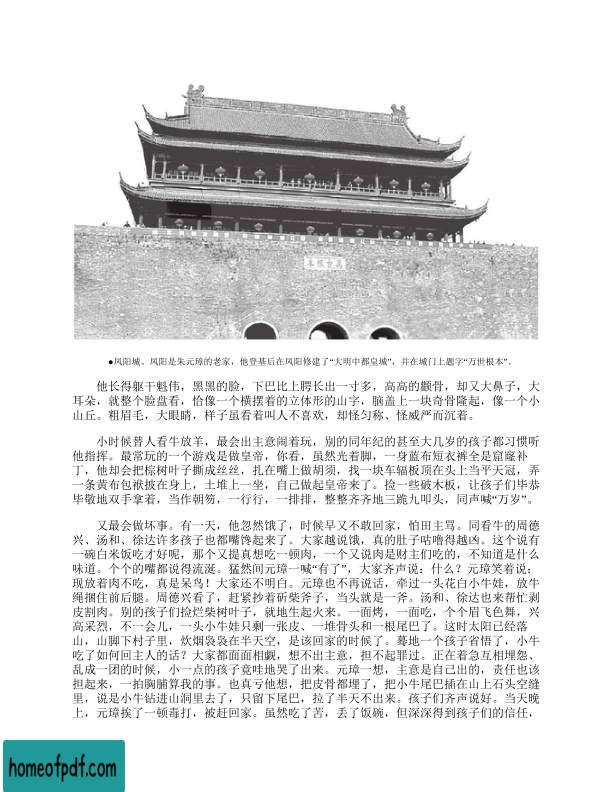 ●凤阳城。凤阳是朱元璋的老家，他登基后在凤阳修建了“大明中都皇城”，并在城门上题字“万世根本”。
他长得躯干魁伟，黑黑的脸，下巴比上腭长出一寸多，高高的颧骨，却又大鼻子，大
耳朵，就整个脸盘看，恰像一个横摆着的立体形的山字，脑盖上一块奇骨隆起，像一个小
山丘。粗眉毛，大眼睛，样子虽看着叫人不喜欢，却怪匀称、怪威严而沉着。
小时候替人看牛放羊，最会出主意闹着玩，别的同年纪的甚至大几岁的孩子都习惯听
他指挥。最常玩的一个游戏是做皇帝，你看，虽然光着脚，一身蓝布短衣裤全是窟窿补
丁，他却会把棕树叶子撕成丝丝，扎在嘴上做胡须，找一块车辐板顶在头上当平天冠，弄
一条黄布包袱披在身上，土堆上一坐，自己做起皇帝来了。捡一些破木板，让孩子们毕恭
毕敬地双手拿着，当作朝笏，一行行，一排排，整整齐齐地三跪九叩头，同声喊“万岁”。
又最会做坏事。有一天，他忽然饿了，时候早又不敢回家，怕田主骂。同看牛的周德
兴、汤和、徐达许多孩子也都嘴馋起来了。大家越说饿，真的肚子咕噜得越凶。这个说有
一碗白米饭吃才好呢，那个又提真想吃一顿肉，一个又说肉是财主们吃的，不知道是什么
味道。个个的嘴都说得流涎。猛然间元璋一喊“有了”，大家齐声说：什么？元璋笑着说：
现放着肉不吃，真是呆鸟！大家还不明白。元璋也不再说话，牵过一头花白小牛娃，放牛
绳捆住前后腿。周德兴看了，赶紧抄着斫柴斧子，当头就是一斧。汤和、徐达也来帮忙剥
皮割肉。别的孩子们捡烂柴树叶子，就地生起火来。一面烤，一面吃，个个眉飞色舞，兴
高采烈，不一会儿，一头小牛娃只剩一张皮、一堆骨头和一根尾巴了。这时太阳已经落
山，山脚下村子里，炊烟袅袅在半天空，是该回家的时候了。蓦地一个孩子省悟了，小牛
吃了如何回主人的话？大家都面面相觑，想不出主意，担不起罪过。正在着急互相埋怨、
乱成一团的时候，小一点的孩子竟哇地哭了出来。元璋一想，主意是自己出的，责任也该
担起来，一拍胸脯算我的事。也真亏他想，把皮骨都埋了，把小牛尾巴插在山上石头空缝
里，说是小牛钻进山洞里去了，只留下尾巴，拉了半天不出来。孩子们齐声说好。当天晚
上，元璋挨了一顿毒打，被赶回家。虽然吃了苦，丢了饭碗，但深深得到孩子们的信任，
homeofpdf.com